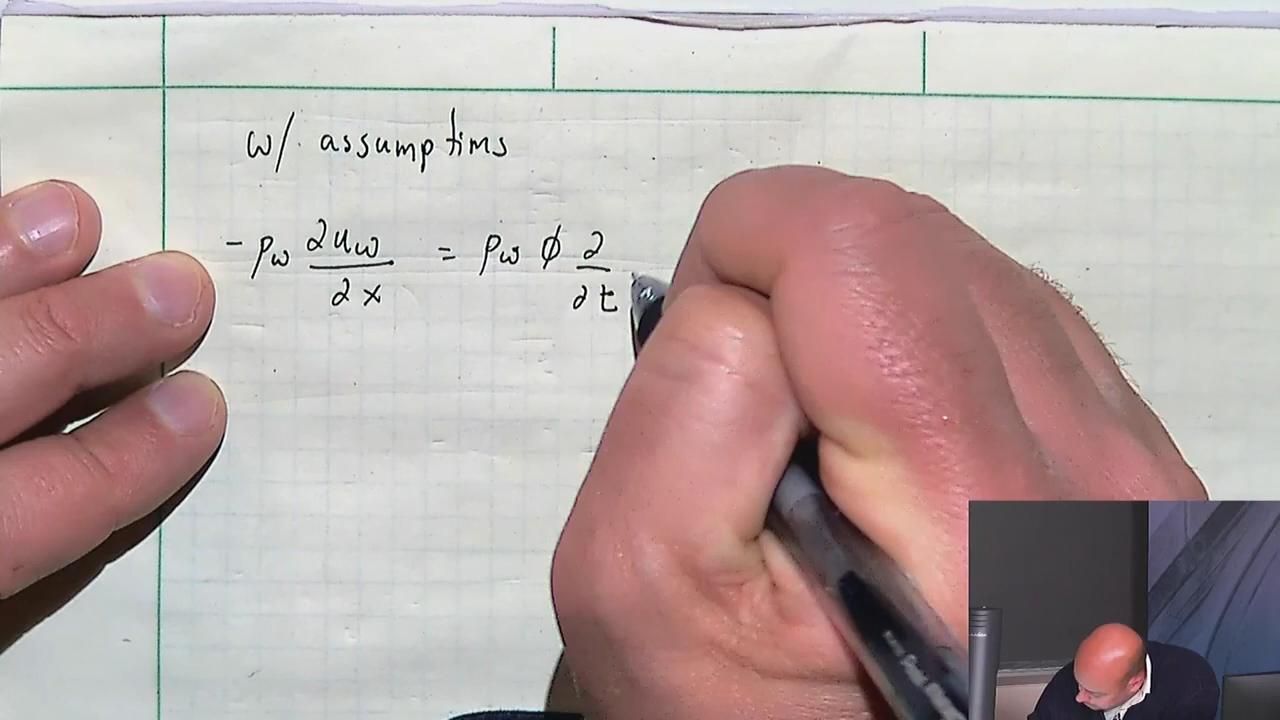 w/. assumptions
- ρw ∂uw / ∂x = ρw ϕ ∂ / ∂t